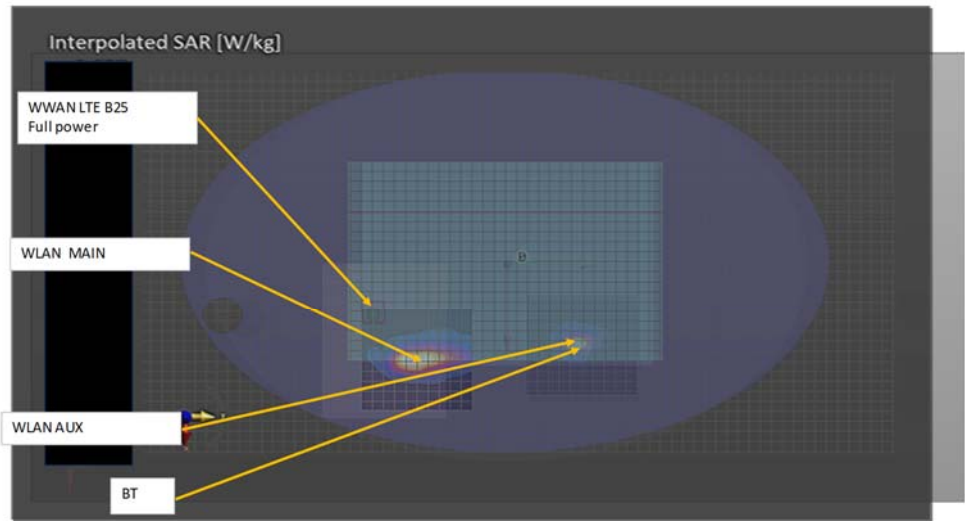 Interpolated SAR [W/kg]
WWAN LTE B25
Full power
WLAN MAIN
WLAN AUX
BT